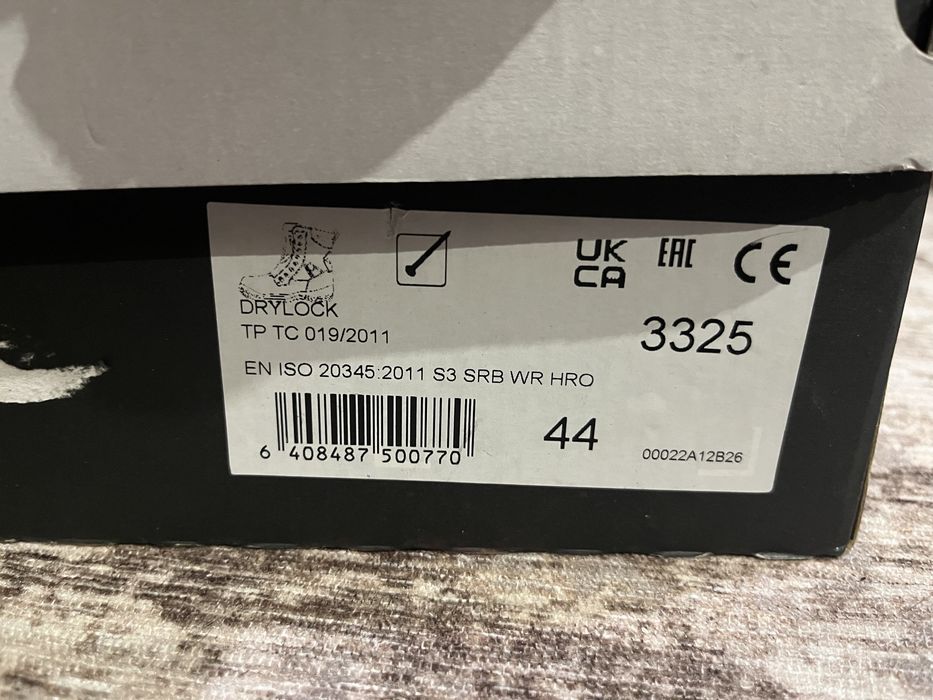 UK
CA
EAC
CE
DRYLOCK
TP TC 019/2011
3325
EN ISO 20345:2011 S3 SRB WR HRO
44
6 408487 500770
00022A12B26